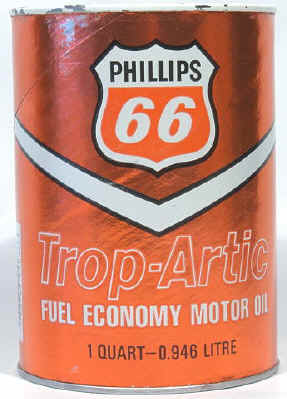 PHILLIPS
66
Trop-Artic
FUEL ECONOMY MOTOR OIL
1 QUART–0.946 LITRE